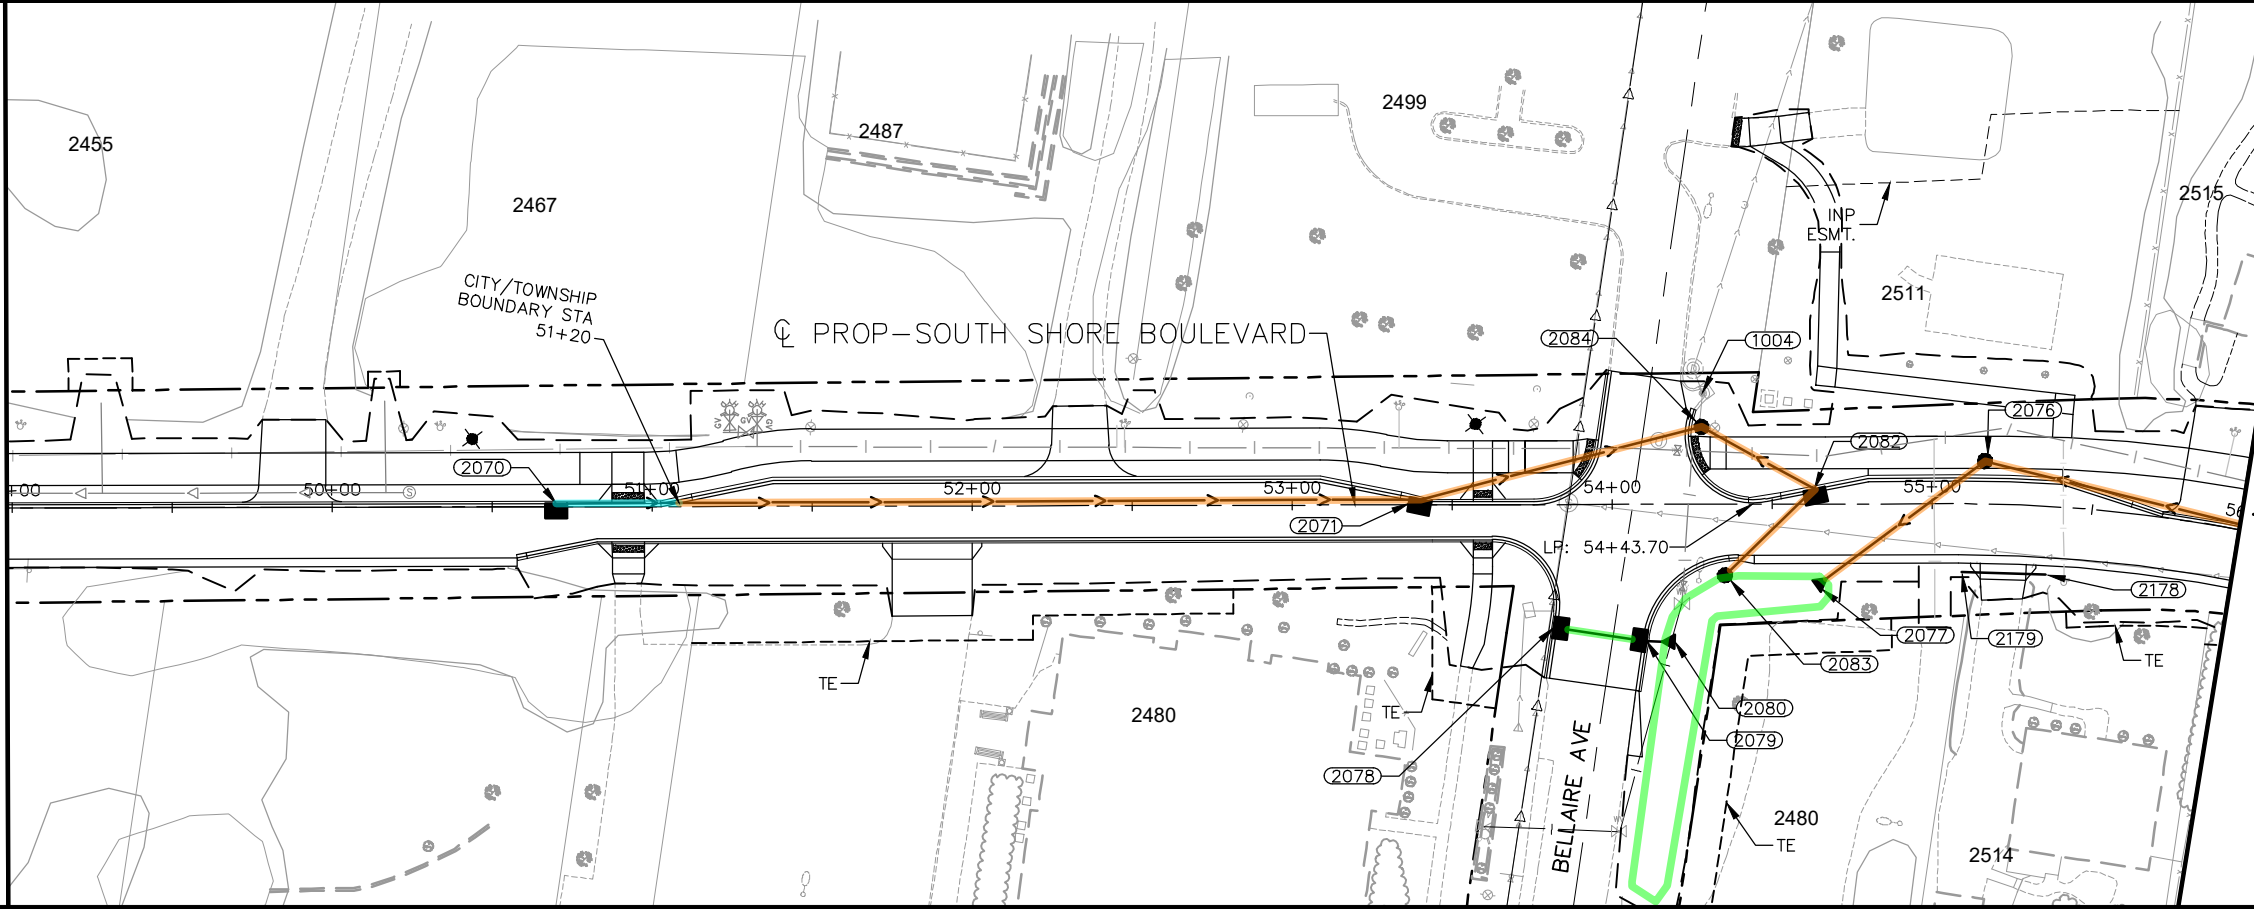 2455
2487
2499
2467
2515
INP
ESMT.
2511
CITY/TOWNSHIP
BOUNDARY STA
51+20
℄ PROP-SOUTH SHORE BOULEVARD
2084
1004
2076
2082
2070
GV
GV
+00
50+00
51+00
S
52+00
53+00
54+00
55+00
56
2071
LP: 54+43.70
2178
2077
2179
2083
TE
TE
TE
2080
2079
2078
2480
BELLAIRE AVE
2480
TE
2514